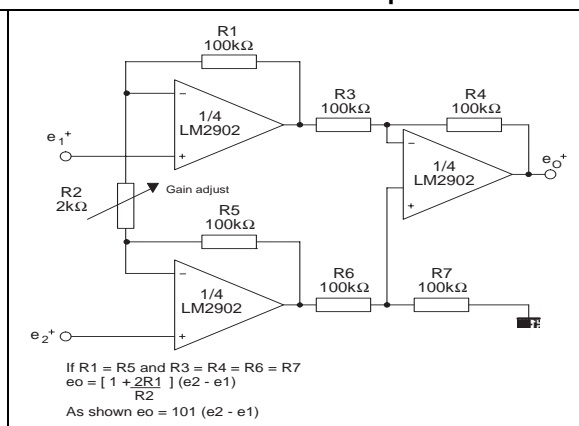 R1
100kΩ
R3
100kΩ
R4
100kΩ
1/4
LM2902
e1+
1/4
LM2902
eO+
R2
2kΩ
Gain adjust
R5
100kΩ
R6
100kΩ
R7
100kΩ
1/4
LM2902
e2+
If R1 = R5 and R3 = R4 = R6 = R7
eo = [ 1 + 2R1 ] (e2 - e1)
R2
As shown eo = 101 (e2 - e1)